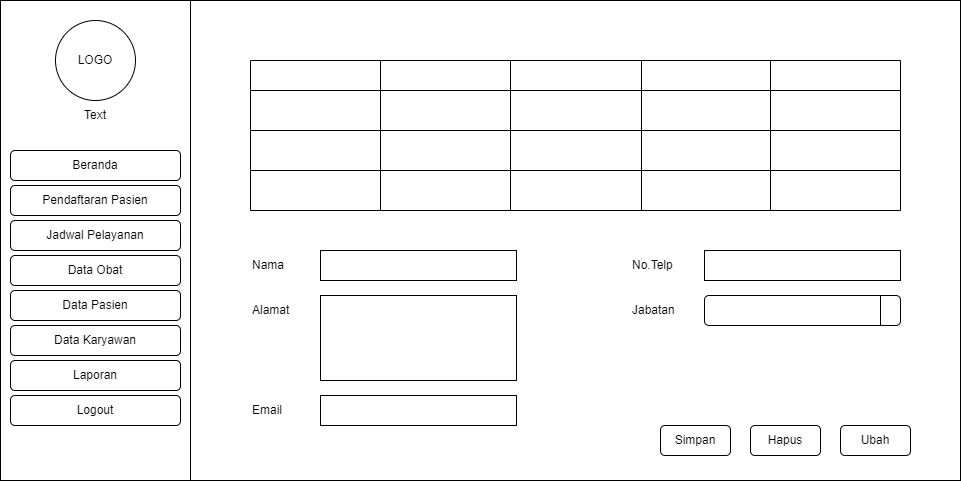 LOGO
Text
Beranda
Pendaftaran Pasien
Jadwal Pelayanan
Data Obat
Data Pasien
Data Karyawan
Laporan
Logout
Nama
No.Telp
Alamat
Jabatan
Email
Simpan
Hapus
Ubah